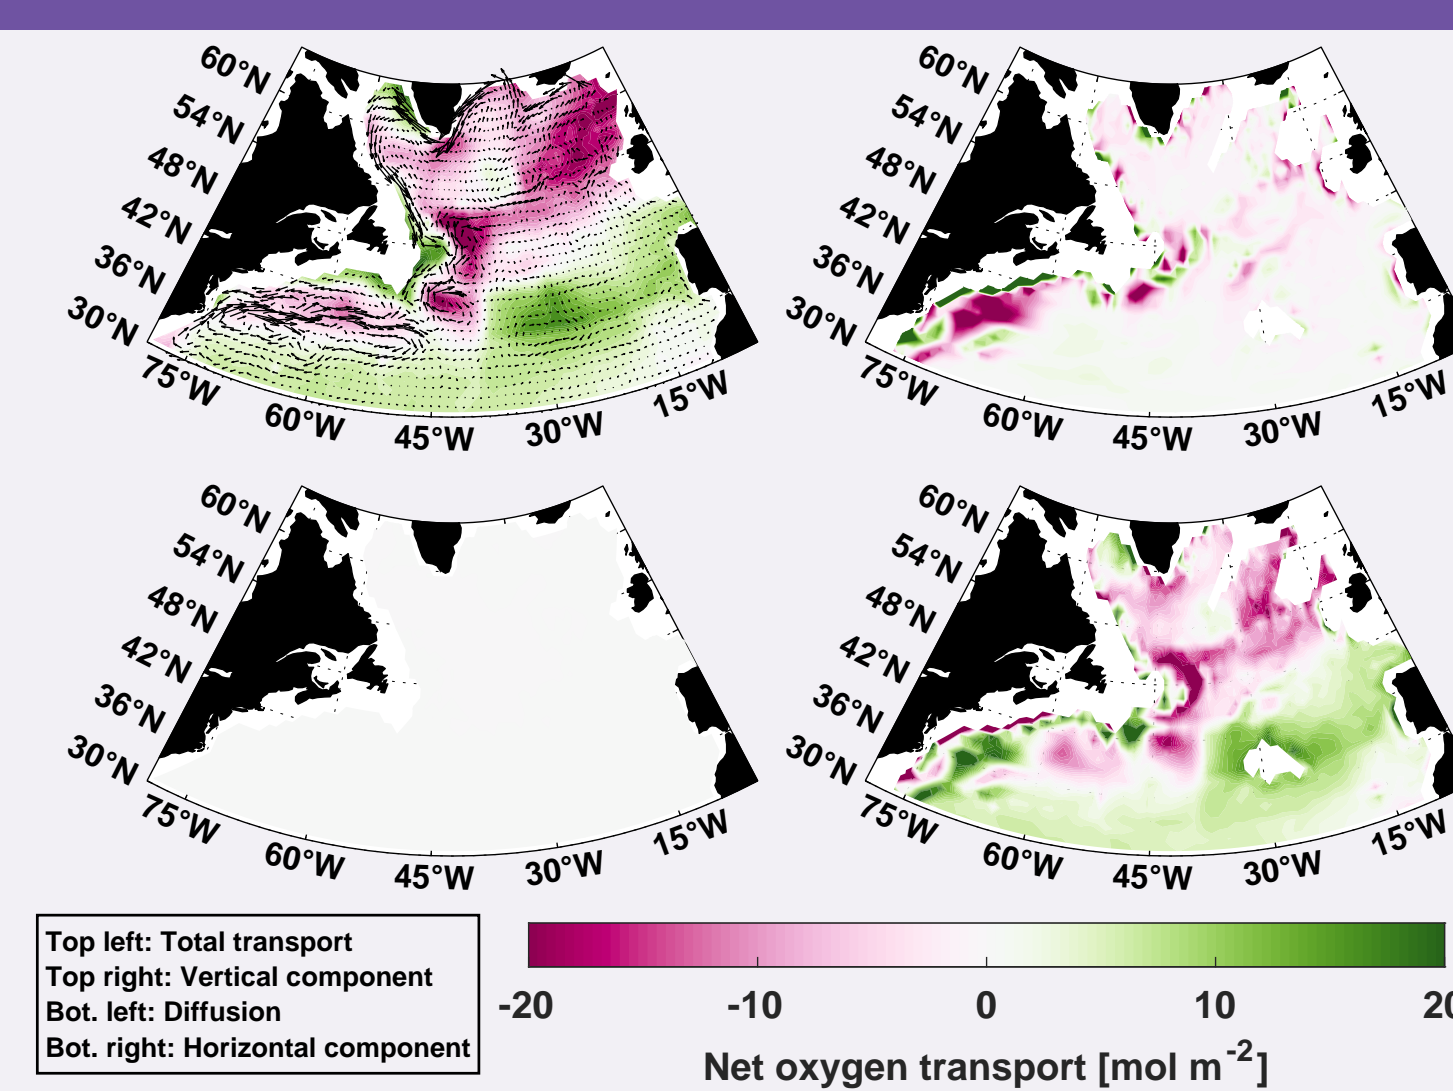 60°N
54°N
48°N
42°N
36°N
30°N
75°W
60°W
45°W
30°W
15°W
60°N
54°N
48°N
42°N
36°N
30°N
75°W
60°W
45°W
30°W
15°W
60°N
54°N
48°N
42°N
36°N
30°N
75°W
60°W
45°W
30°W
15°W
60°N
54°N
48°N
42°N
36°N
30°N
75°W
60°W
45°W
30°W
15°W
Top left: Total transport
Top right: Vertical component
Bot. left: Diffusion
Bot. right: Horizontal component
-20 -10 0 10 20
Net oxygen transport [mol m⁻²]